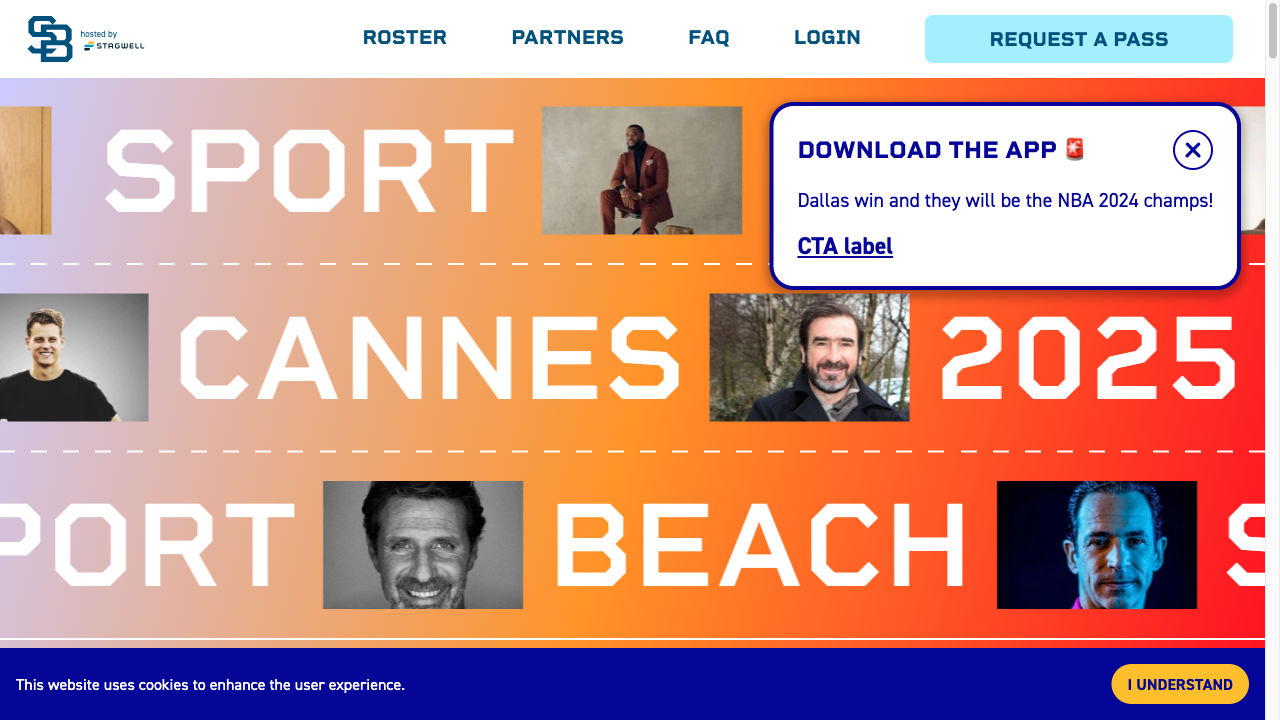 SB hosted by STAGWELL
ROSTER PARTNERS FAQ LOGIN REQUEST A PASS
DOWNLOAD THE APP 🚨
Dallas win and they will be the NBA 2024 champs!
CTA label
SPORT
CANNES 2025
PORT BEACH S
This website uses cookies to enhance the user experience. I UNDERSTAND